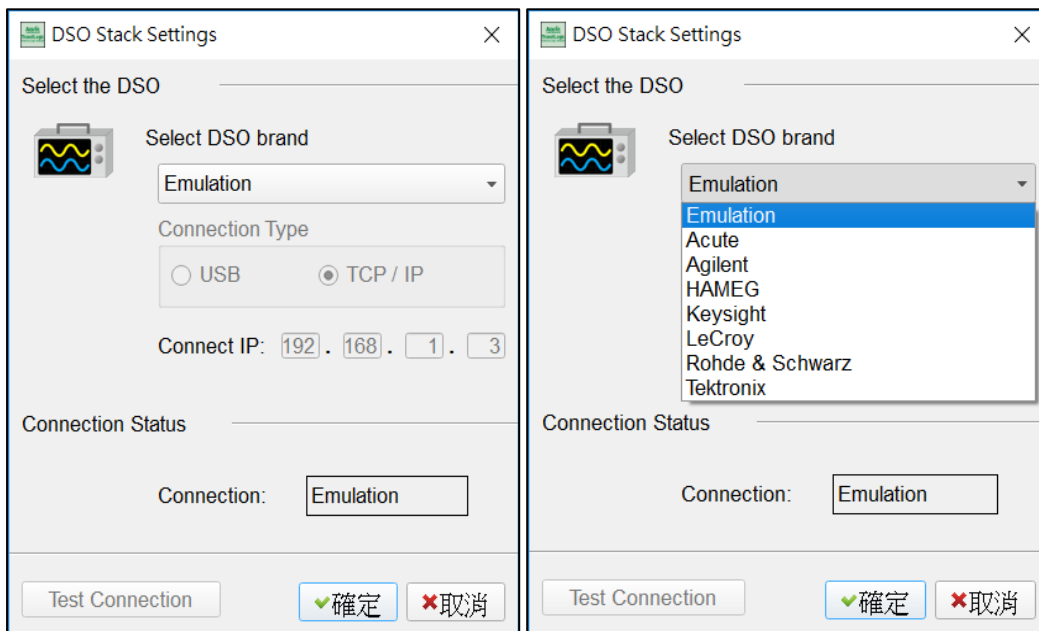 DSO Stack Settings
Select the DSO
Select DSO brand
Emulation
Connection Type
USB TCP / IP
Connect IP: 192 . 168 . 1 . 3
Connection Status
Connection: Emulation
Test Connection 確定 取消
DSO Stack Settings
Select the DSO
Select DSO brand
Emulation
Emulation
Acute
Agilent
HAMEG
Keysight
LeCroy
Rohde & Schwarz
Tektronix
Connection Status
Connection: Emulation
Test Connection 確定 取消